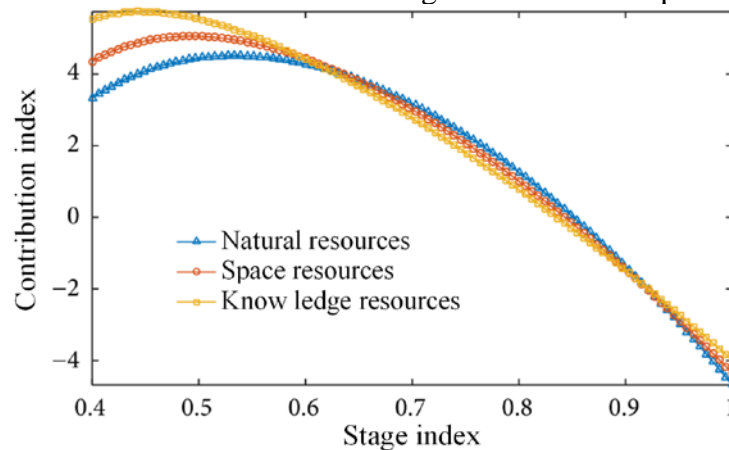 4
2
0
−2
−4
Contribution index
Natural resources
Space resources
Know ledge resources
0.4 0.5 0.6 0.7 0.8 0.9 1
Stage index